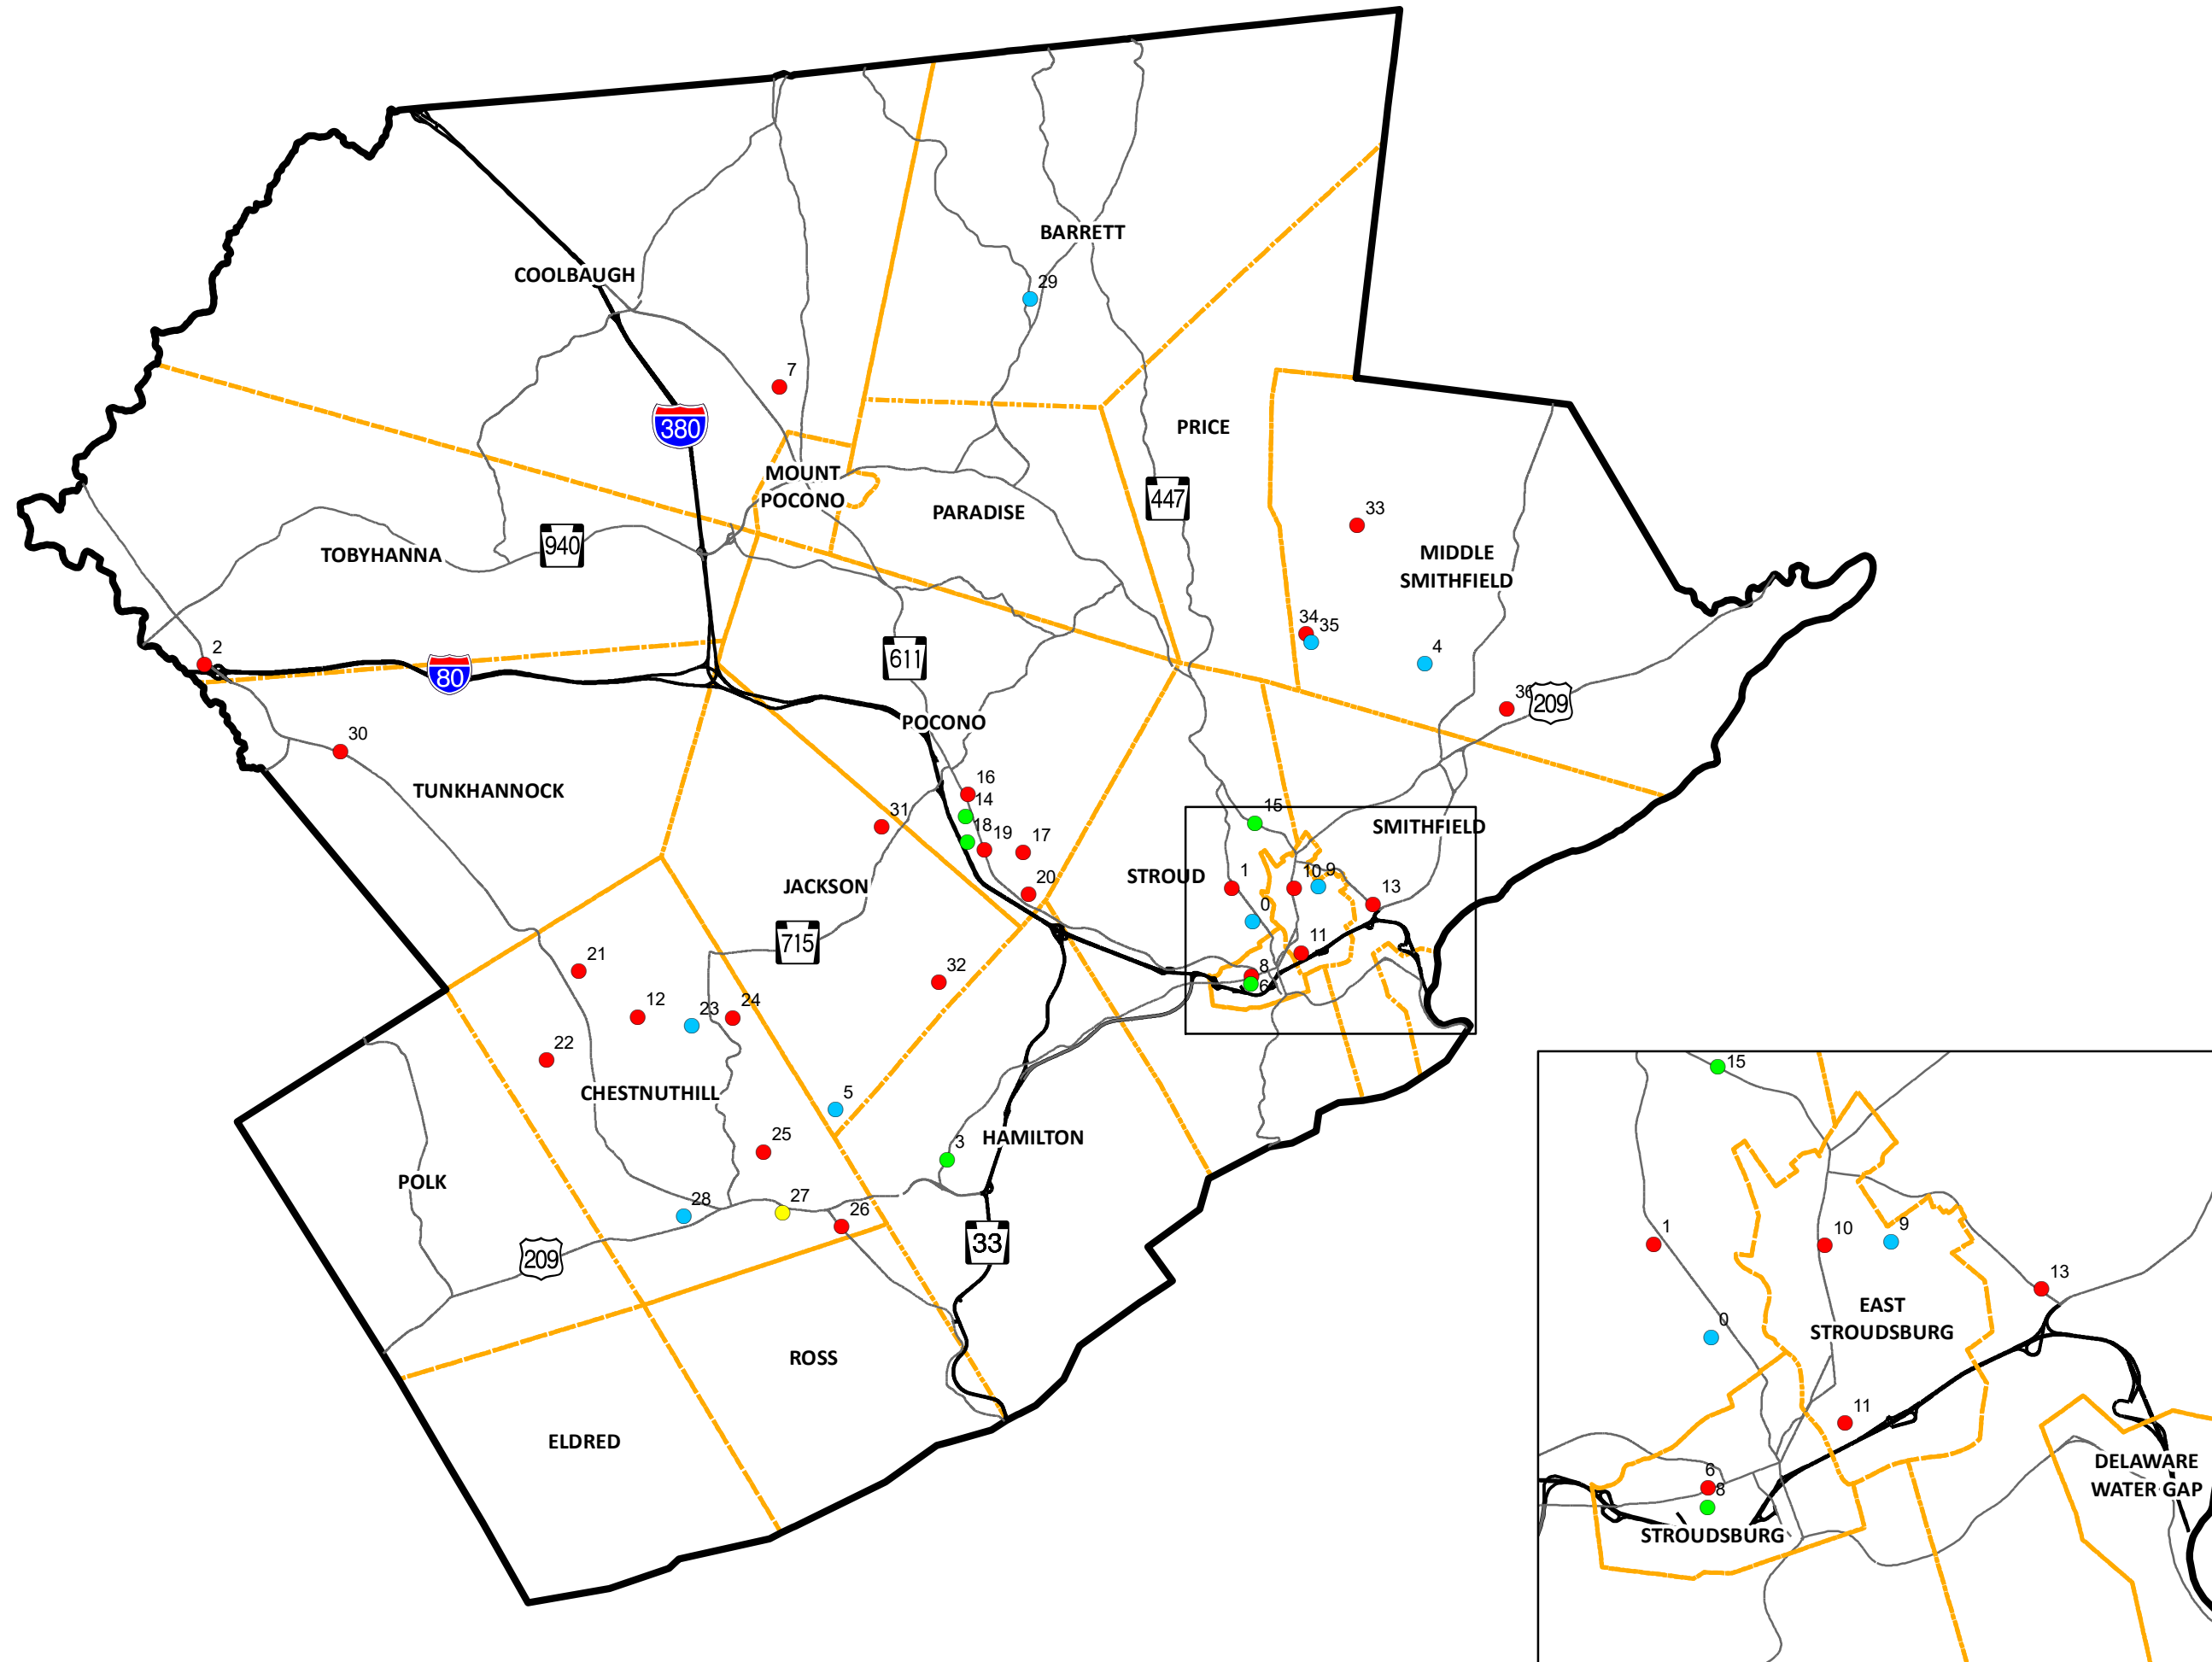 BARRETT
COOLBAUGH
29
7
380
PRICE
MOUNT
POCONO
447
PARADISE
33
940
TOBYHANNA
MIDDLE
SMITHFIELD
34
35
2
611
4
80
36
209
POCONO
30
TUNKHANNOCK
16
14
15
31
18
19
17
SMITHFIELD
STROUD
1
10
9
20
JACKSON
13
0
715
11
21
32
8
6
12
23
24
22
CHESTNUTHILL
5
25
3
HAMILTON
POLK
28
27
26
33
209
ROSS
ELDRED
15
1
10
9
13
0
EAST
STROUDSBURG
11
DELAWARE
WATER GAP
6
8
STROUDSBURG